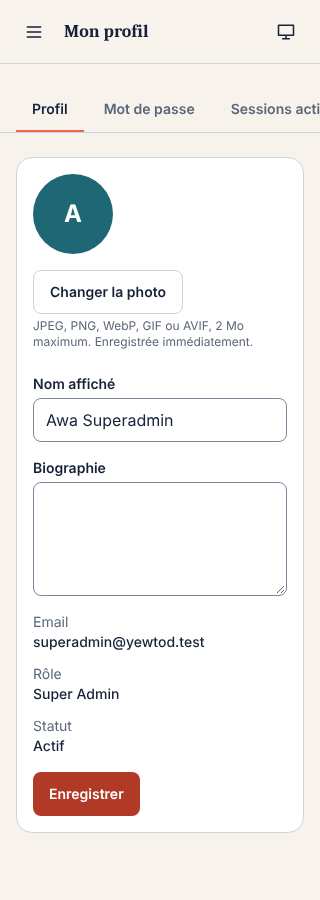 Mon profil
Profil
Mot de passe
Sessions acti
A
Changer la photo
JPEG, PNG, WebP, GIF ou AVIF, 2 Mo
maximum. Enregistrée immédiatement.
Nom affiché
Awa Superadmin
Biographie
Email
superadmin@yewtod.test
Rôle
Super Admin
Statut
Actif
Enregistrer